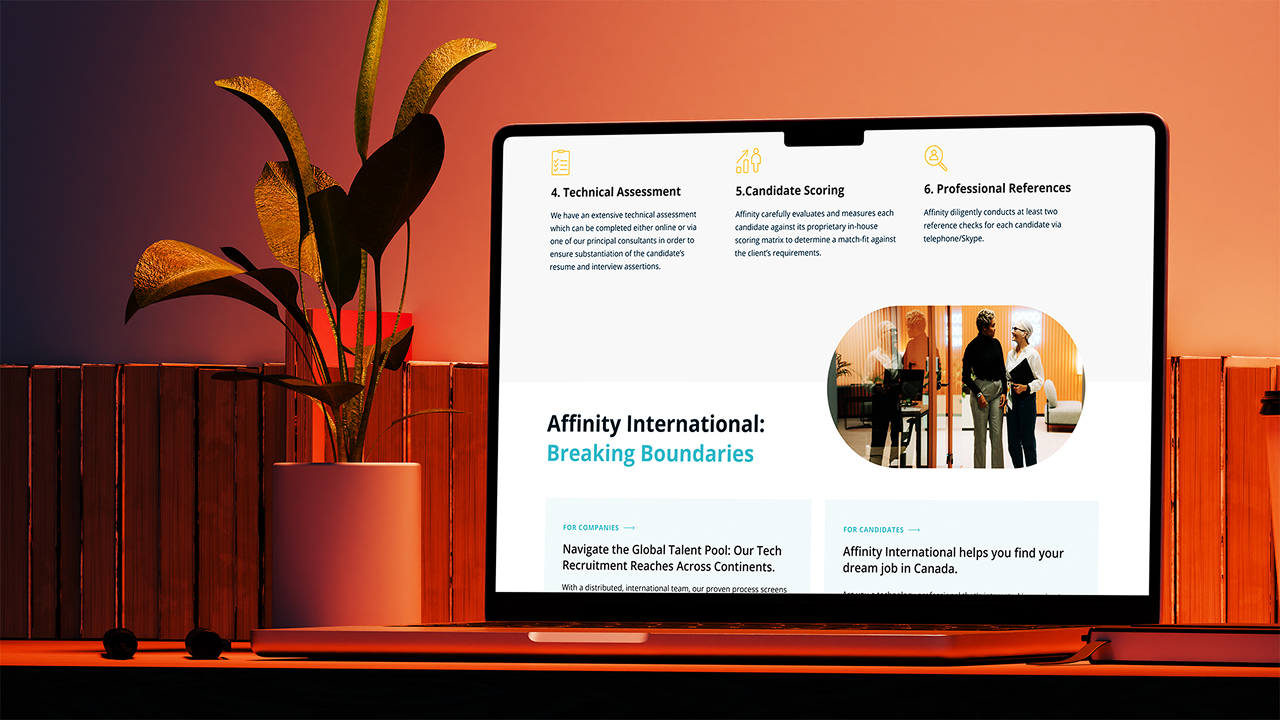 4. Technical Assessment
We have an extensive technical assessment
which can be completed either online or via
one of our principal consultants in order to
ensure substantiation of the candidate's
resume and interview assertions.
5.Candidate Scoring
Affinity carefully evaluates and measures each
candidate against its proprietary in-house
scoring matrix to determine a match-fit against
the client's requirements.
6. Professional References
Affinity diligently conducts at least two
reference checks for each candidate via
telephone/Skype.
Affinity International:
Breaking Boundaries
FOR COMPANIES
Navigate the Global Talent Pool: Our Tech
Recruitment Reaches Across Continents.
With a distributed, international team, our proven process screens
FOR CANDIDATES
Affinity International helps you find your
dream job in Canada.